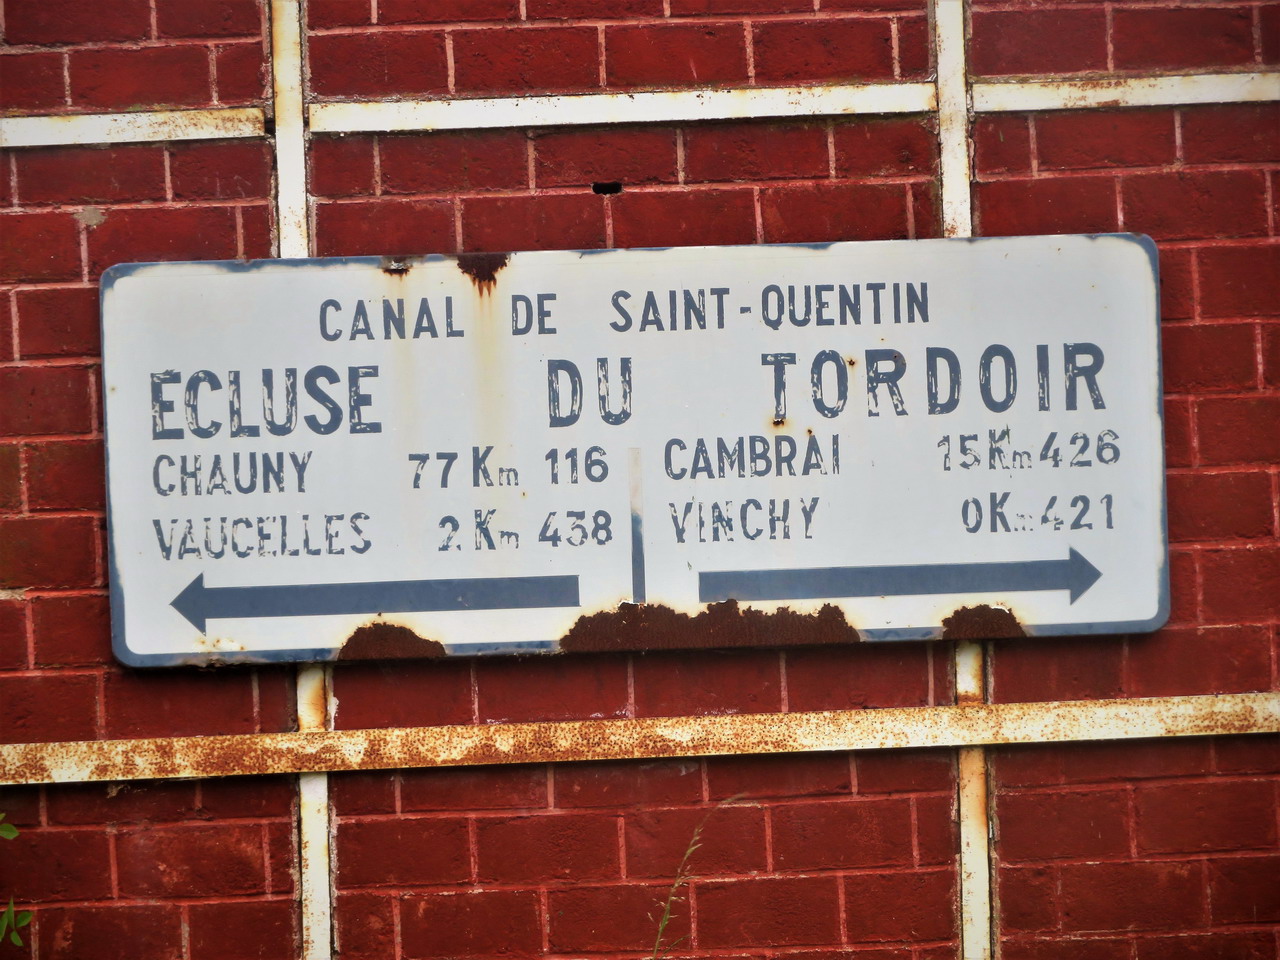 CANAL DE SAINT-QUENTIN
ECLUSE DU TORDOIR
CHAUNY 77 Km 116
VAUCELLES 2 Km 438
CAMBRAI 15 Km 426
VINCHY 0 Km 421